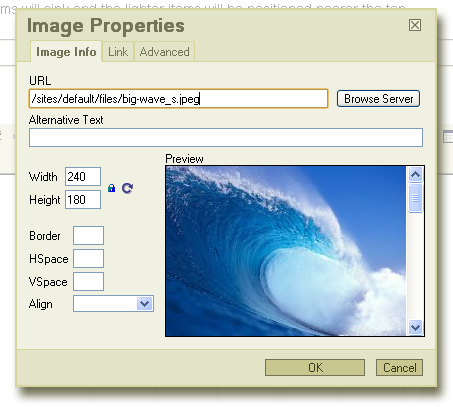 ms will sink and the lighter items will be positioned nearer the top
Image Properties
Image Info Link Advanced
URL
/sites/default/files/big-wave_s.jpeg
Browse Server
Alternative Text
Width 240
Height 180
Preview
Border
HSpace
VSpace
Align
OK Cancel